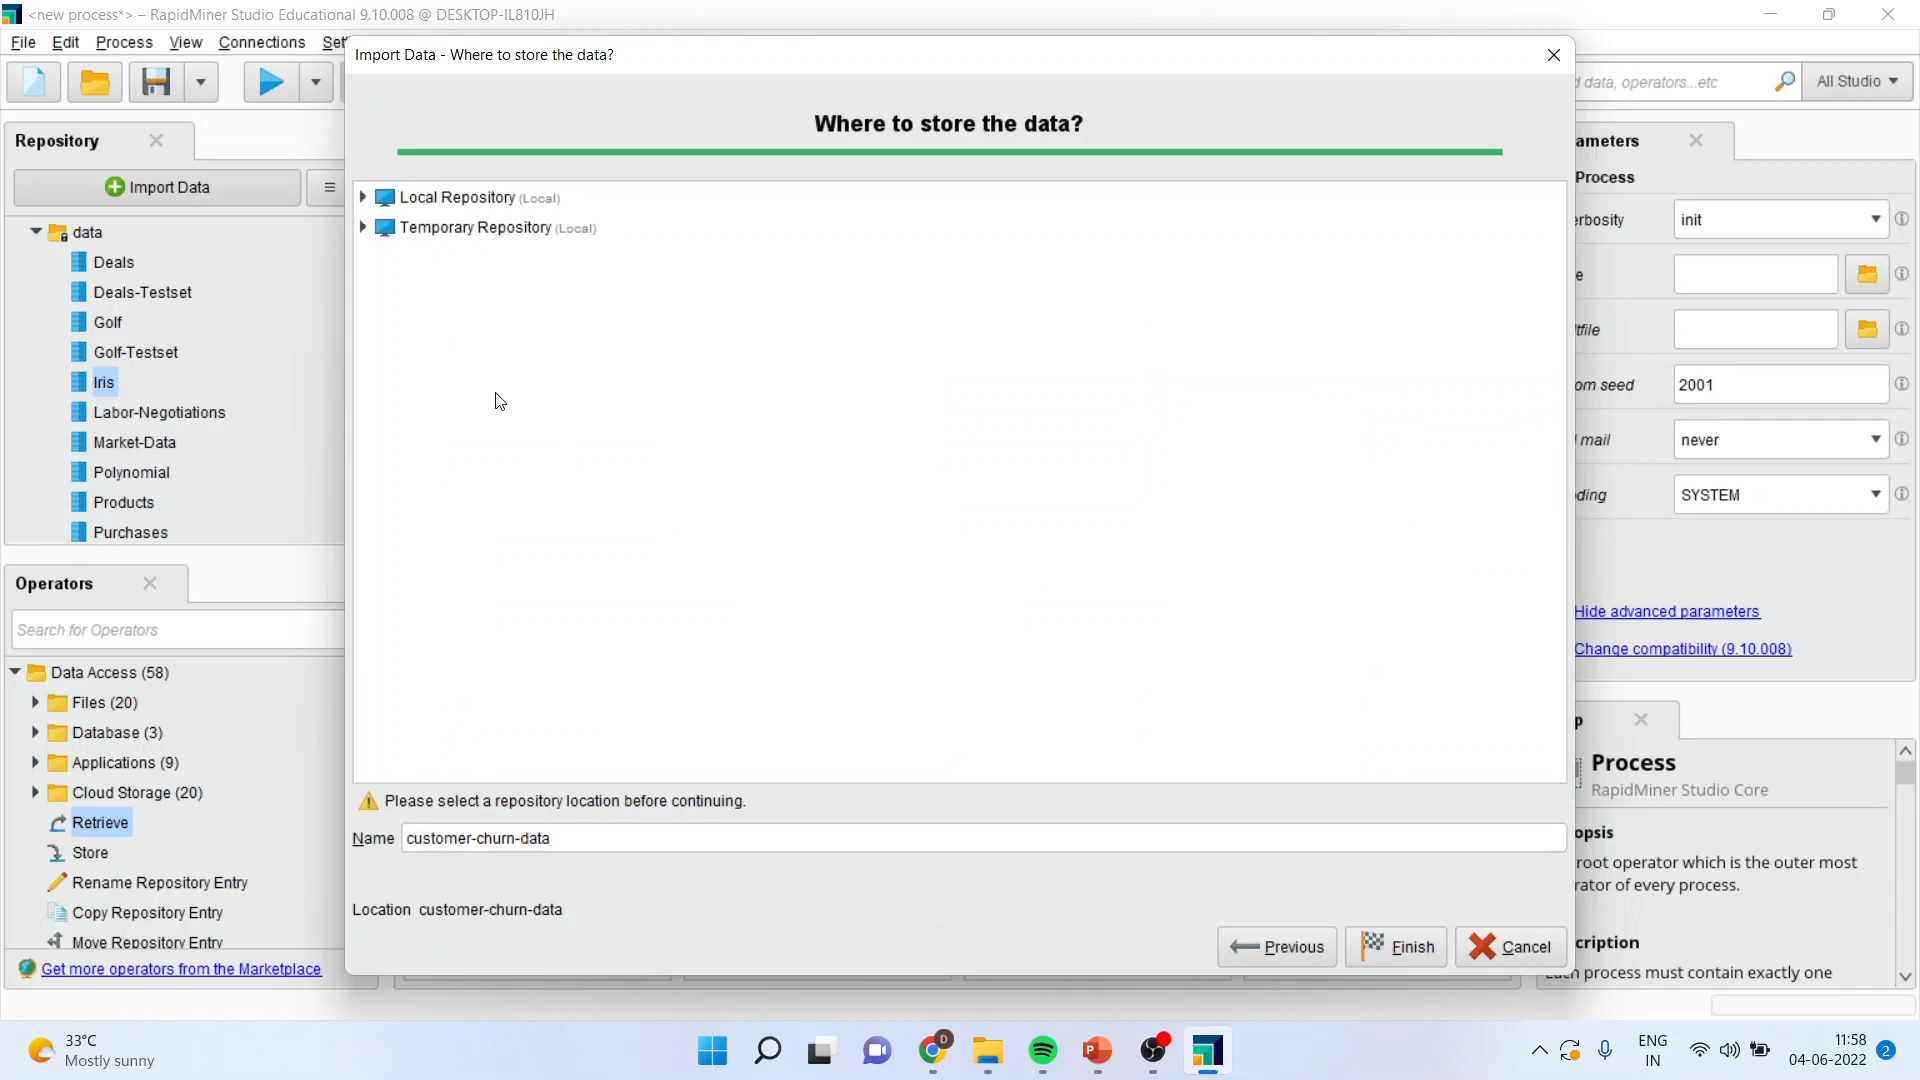 <new process*> – RapidMiner Studio Educational 9.10.008 @ DESKTOP-IL810JH
File Edit Process View Connections Set
Import Data - Where to store the data?
data, operators...etc
All Studio
Repository
Import Data
data
Deals
Deals-Testset
Golf
Golf-Testset
Iris
Labor-Negotiations
Market-Data
Polynomial
Products
Purchases
Operators
Search for Operators
Data Access (58)
Files (20)
Database (3)
Applications (9)
Cloud Storage (20)
Retrieve
Store
Rename Repository Entry
Copy Repository Entry
Move Repository Entry
Get more operators from the Marketplace
Where to store the data?
Local Repository (Local)
Temporary Repository (Local)
Please select a repository location before continuing.
Name customer-churn-data
Location customer-churn-data
Previous
Finish
Cancel
ameters
Process
erbosity init
e
ltfile
om seed 2001
l mail never
ding SYSTEM
Hide advanced parameters
Change compatibility (9.10.008)
p
Process
RapidMiner Studio Core
opsis
root operator which is the outer most
rator of every process.
cription
Each process must contain exactly one
33°C
Mostly sunny
D
P
ENG
IN
11:58
04-06-2022
2